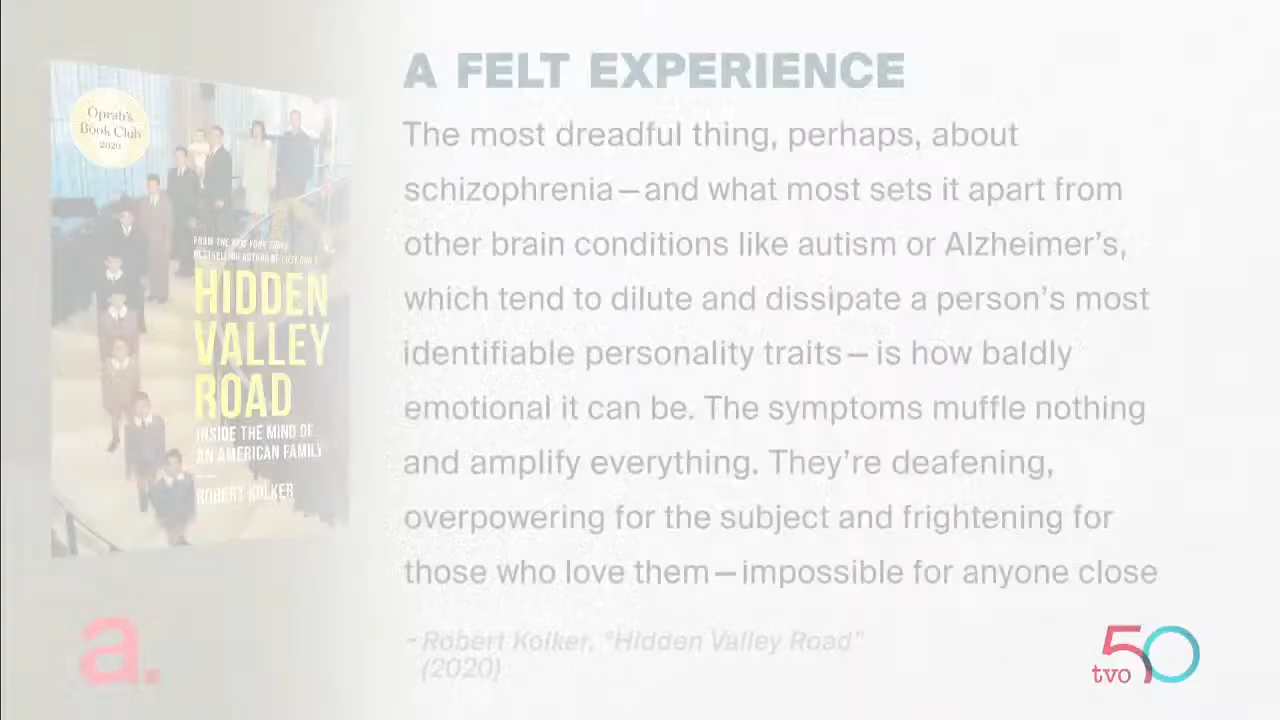 A FELT EXPERIENCE
The most dreadful thing, perhaps, about
schizophrenia—and what most sets it apart from
other brain conditions like autism or Alzheimer's,
which tend to dilute and dissipate a person's most
identifiable personality traits—is how baldly
emotional it can be. The symptoms muffle nothing
and amplify everything. They're deafening,
overpowering for the subject and frightening for
those who love them—impossible for anyone close
- Robert Kolker, "Hidden Valley Road"
(2020)
Oprah's
Book Club
2020
FROM THE NEW YORK TIMES
BESTSELLING AUTHOR OF LOST GIRLS
HIDDEN
VALLEY
ROAD
INSIDE THE MIND OF
AN AMERICAN FAMILY
ROBERT KOLKER
a.
tvo 50